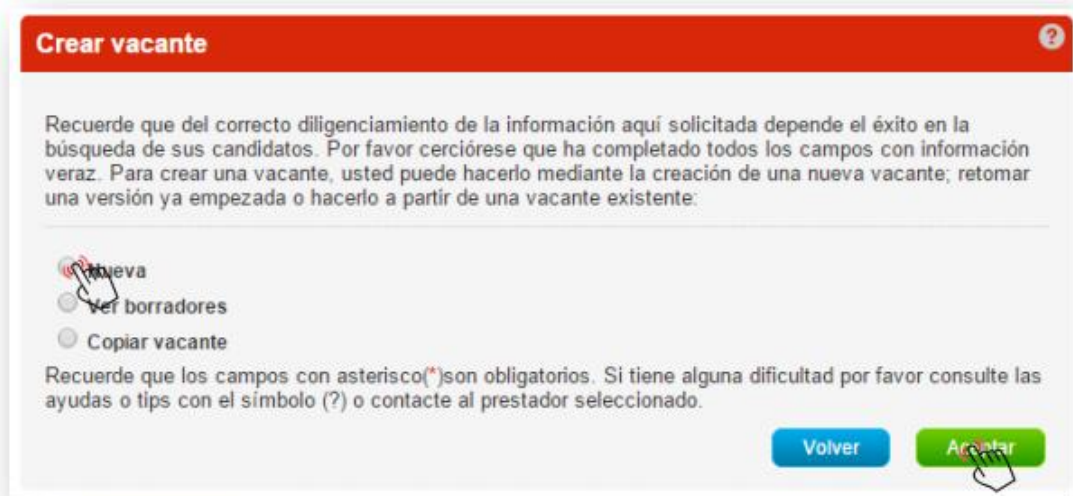 Crear vacante
?
Recuerde que del correcto diligenciamiento de la información aquí solicitada depende el éxito en la
búsqueda de sus candidatos. Por favor cerciórese que ha completado todos los campos con información
veraz. Para crear una vacante, usted puede hacerlo mediante la creación de una nueva vacante; retomar
una versión ya empezada o hacerlo a partir de una vacante existente:
Nueva
Ver borradores
Copiar vacante
Recuerde que los campos con asterisco(*)son obligatorios. Si tiene alguna dificultad por favor consulte las
ayudas o tips con el símbolo (?) o contacte al prestador seleccionado.
Volver
Aceptar